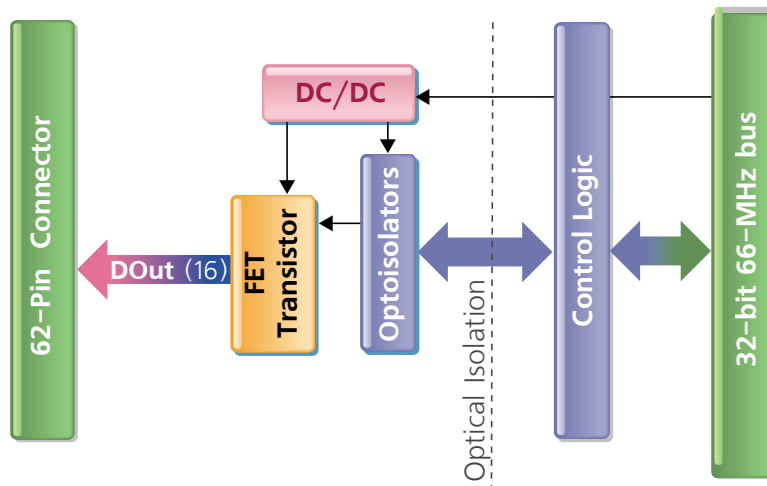 DC/DC
62-Pin Connector
DOut (16)
FET
Transistor
Optoisolators
Optical Isolation
Control Logic
32-bit 66-MHz bus